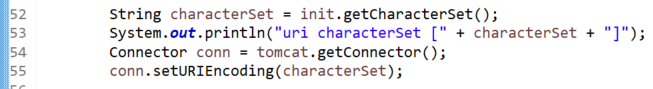 52 String characterSet = init.getCharacterSet();
53 System.out.println("uri characterSet [" + characterSet + "]");
54 Connector conn = tomcat.getConnector();
55 conn.setURIEncoding(characterSet);